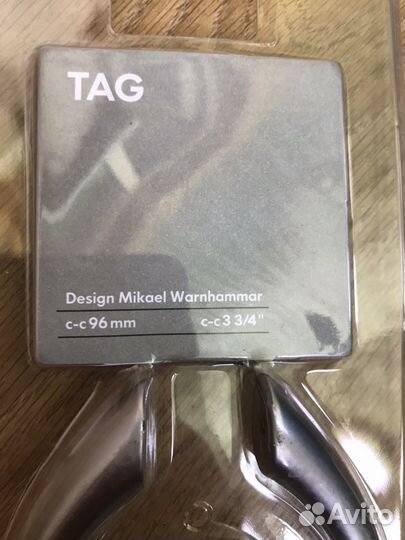 TAG
Design Mikael Warnhammar
c-c 96 mm c-c 3 3/4"
Avito